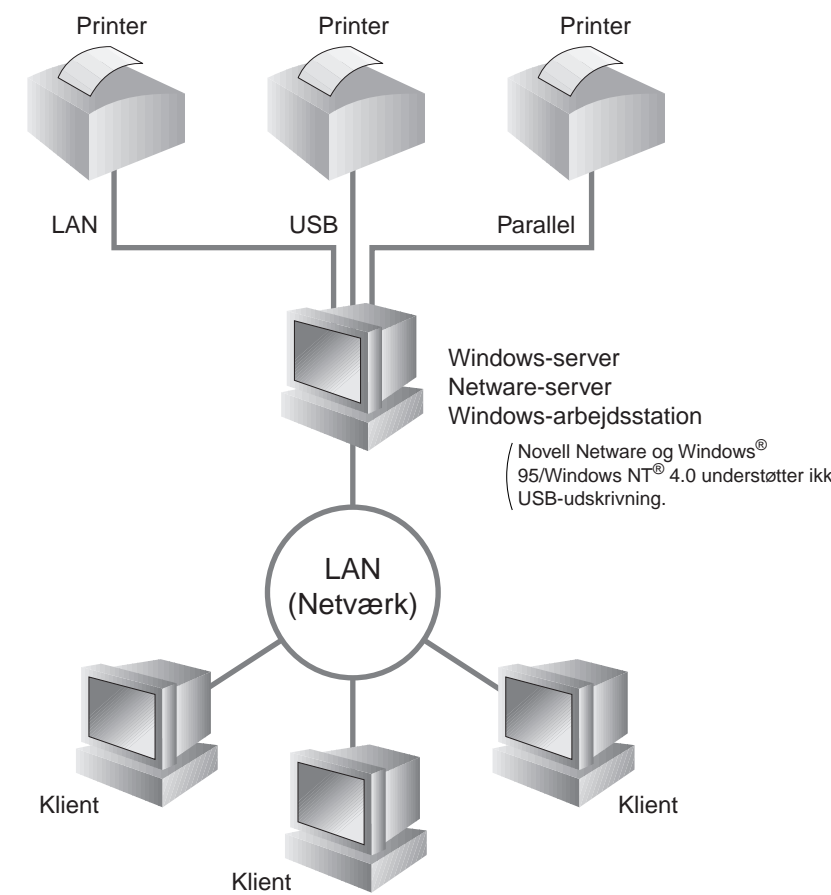 Printer Printer Printer
LAN USB Parallel
Windows-server
Netware-server
Windows-arbejdsstation
Novell Netware og Windows®
95/Windows NT® 4.0 understøtter ikk
USB-udskrivning.
LAN
(Netværk)
Klient Klient
Klient